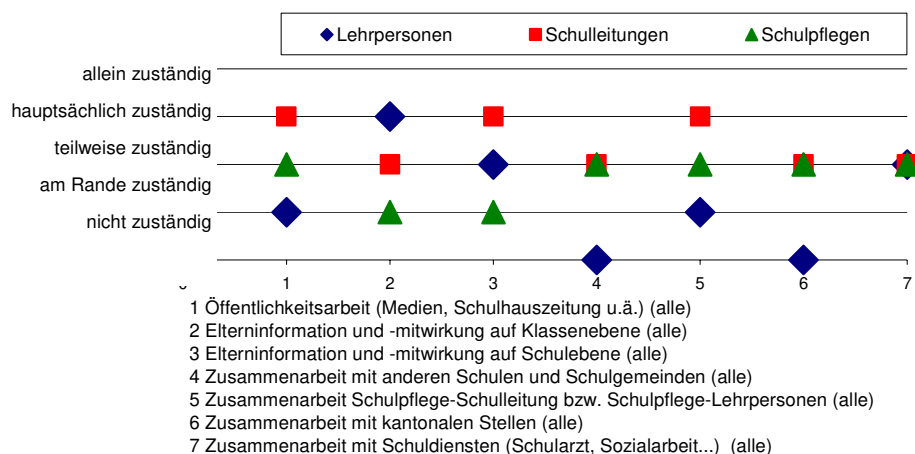 Lehrpersonen Schulleitungen Schulpflegen
allein zuständig
hauptsächlich zuständig
teilweise zuständig
am Rande zuständig
nicht zuständig
1 2 3 4 5 6 7
1 Öffentlichkeitsarbeit (Medien, Schulhauszeitung u.ä.) (alle)
2 Elterninformation und -mitwirkung auf Klassenebene (alle)
3 Elterninformation und -mitwirkung auf Schulebene (alle)
4 Zusammenarbeit mit anderen Schulen und Schulgemeinden (alle)
5 Zusammenarbeit Schulpflege-Schulleitung bzw. Schulpflege-Lehrpersonen (alle)
6 Zusammenarbeit mit kantonalen Stellen (alle)
7 Zusammenarbeit mit Schuldiensten (Schularzt, Sozialarbeit...) (alle)